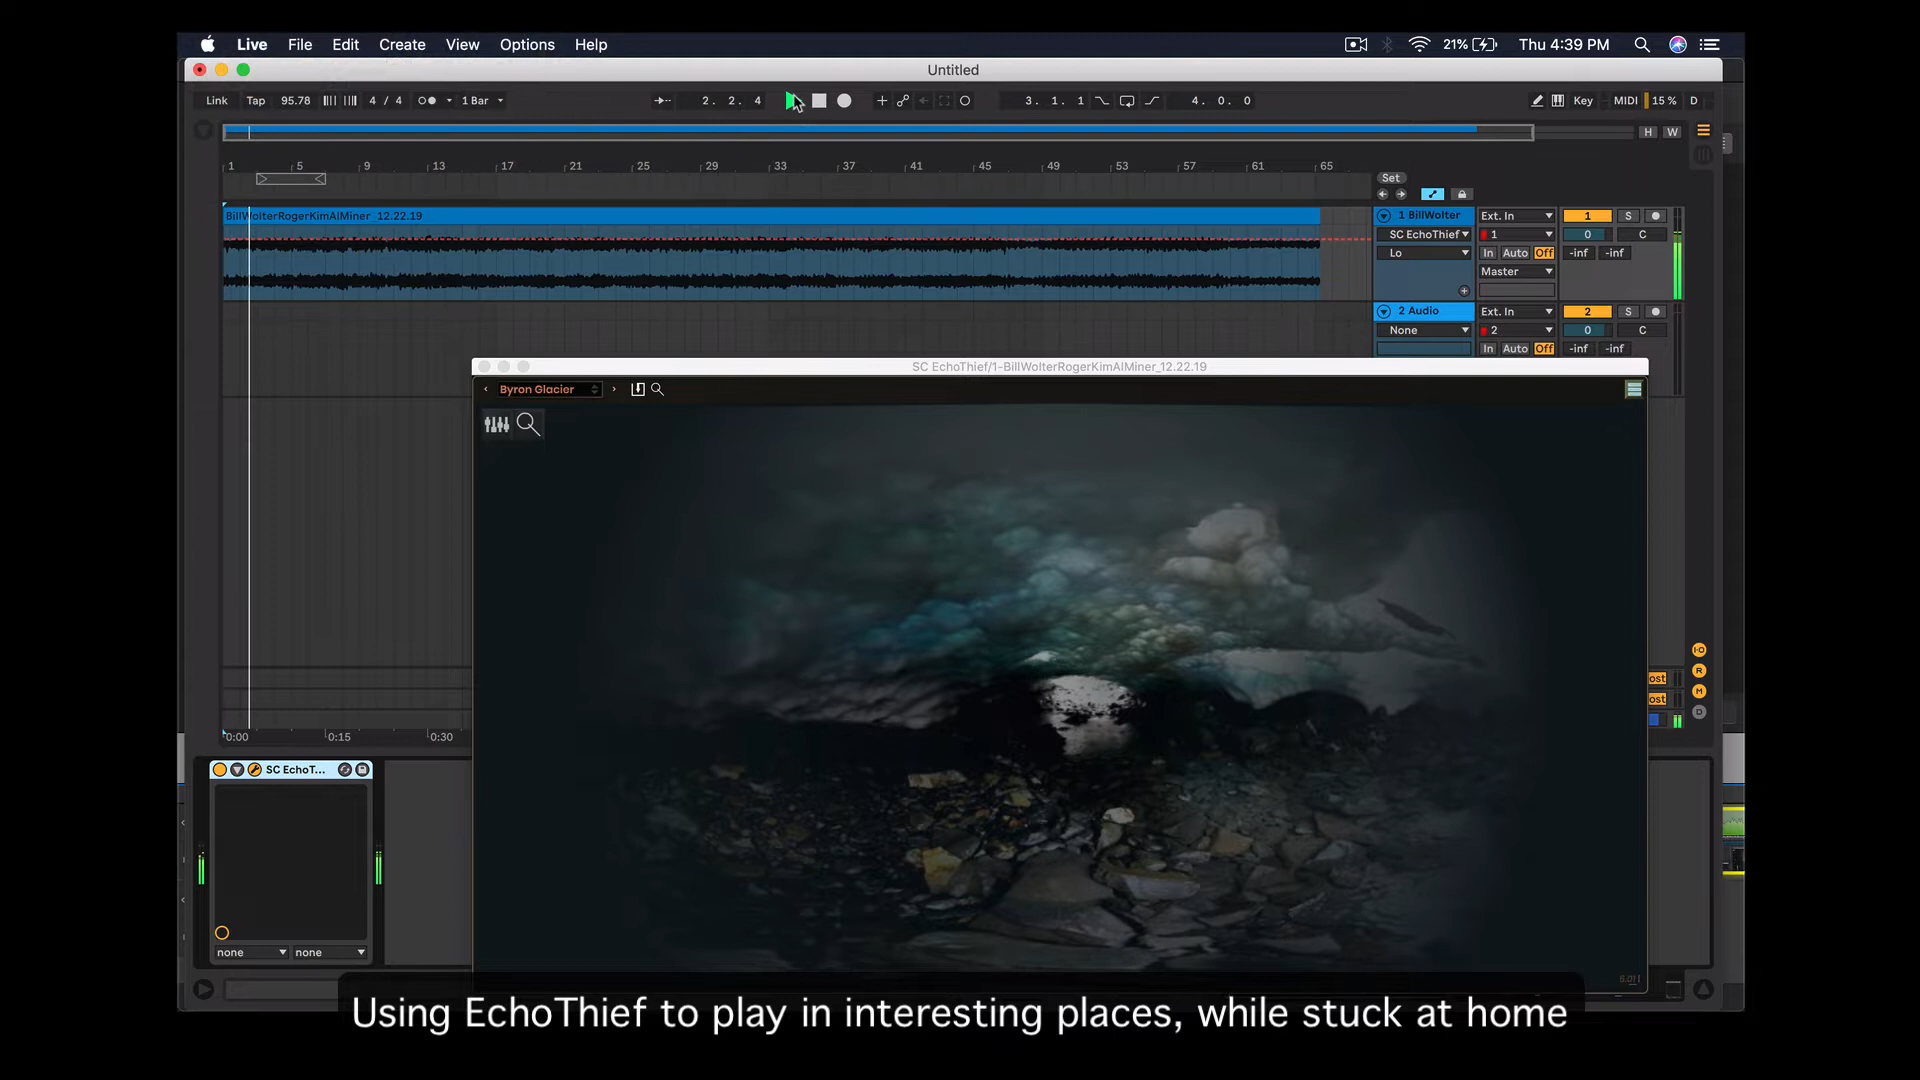 Live File Edit Create View Options Help 21% Thu 4:39 PM
Untitled
Link Tap 95.78 4 / 4 1 Bar 2. 2. 4 3. 1. 1 4. 0. 0 Key MIDI 15 % D
H W
1 5 9 13 17 21 25 29 33 37 41 45 49 53 57 61 65
Set
BillWolterRogerKimAlMiner_12.22.19 1 BillWolter Ext. In 1 S
SC EchoThief 1 0 C
Lo In Auto Off -inf -inf
Master
2 Audio Ext. In 2 S
None 2 0 C
In Auto Off -inf -inf
SC EchoThief/1-BillWolterRogerKimAlMiner_12.22.19
Byron Glacier
I·O
R
M
D
ost
ost
0:00 0:15 0:30
SC EchoT...
none none
Using EchoThief to play in interesting places, while stuck at home